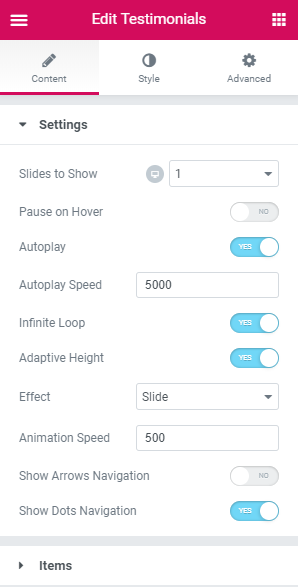 Edit Testimonials
Content Style Advanced
Settings
Slides to Show 1
Pause on Hover NO
Autoplay YES
Autoplay Speed 5000
Infinite Loop YES
Adaptive Height YES
Effect Slide
Animation Speed 500
Show Arrows Navigation NO
Show Dots Navigation YES
Items